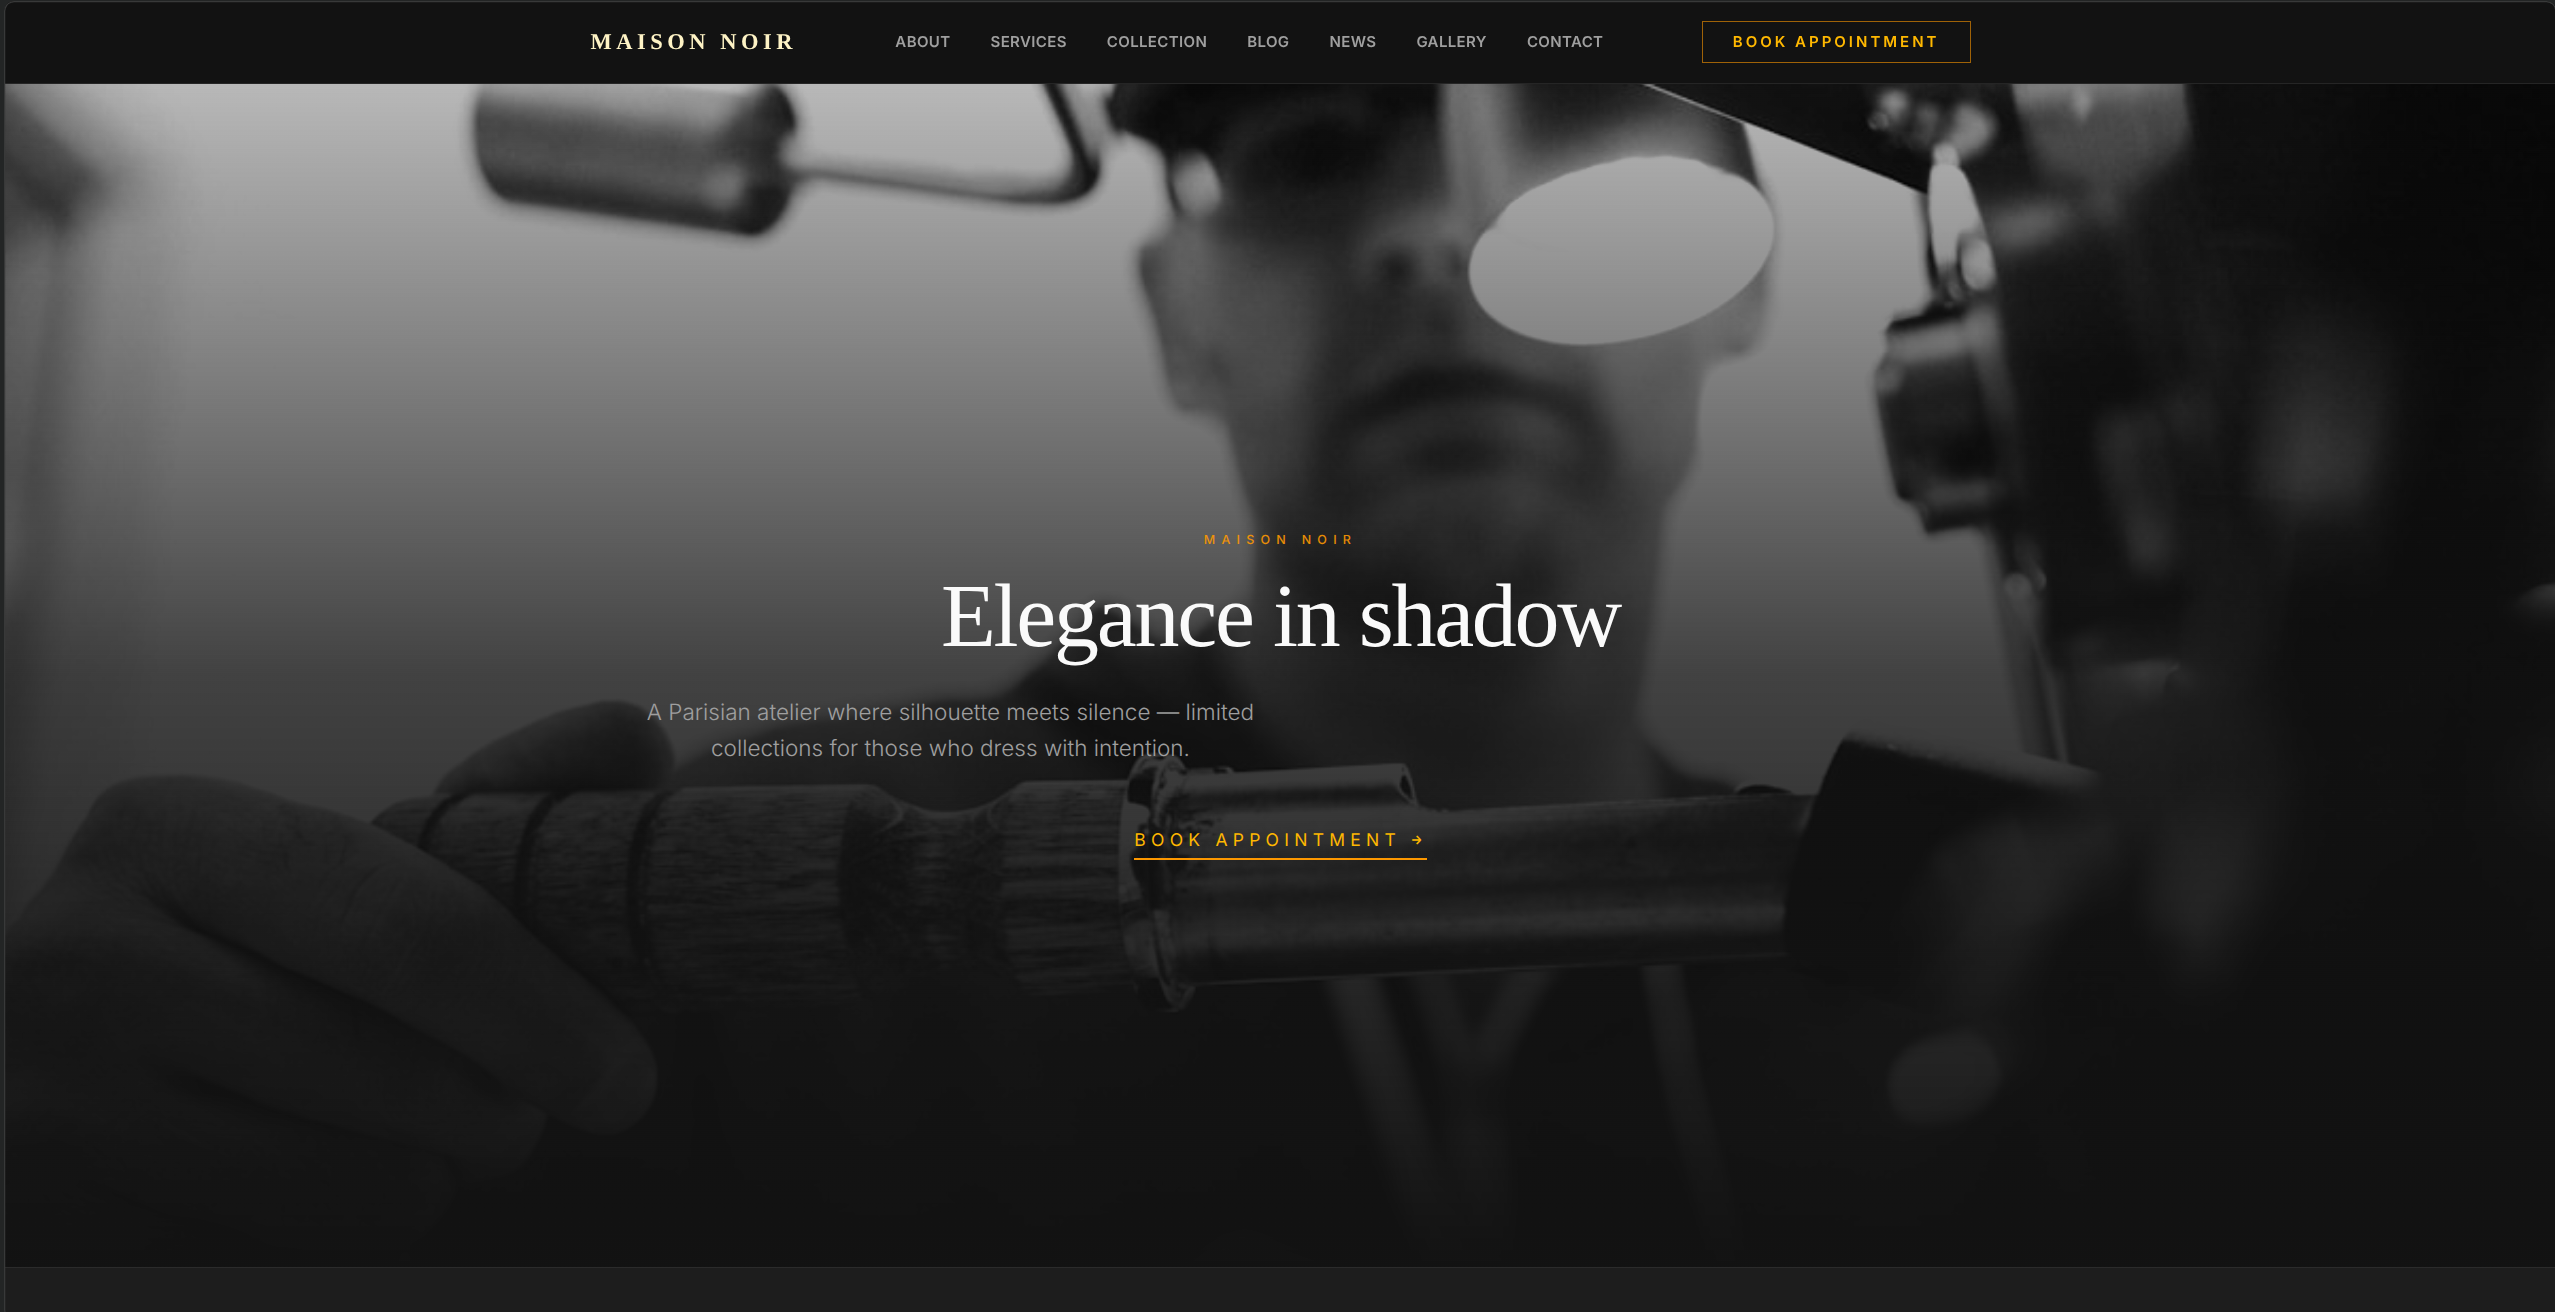 MAISON NOIR
ABOUT SERVICES COLLECTION BLOG NEWS GALLERY CONTACT
BOOK APPOINTMENT
MAISON NOIR
Elegance in shadow
A Parisian atelier where silhouette meets silence — limited
collections for those who dress with intention.
BOOK APPOINTMENT →